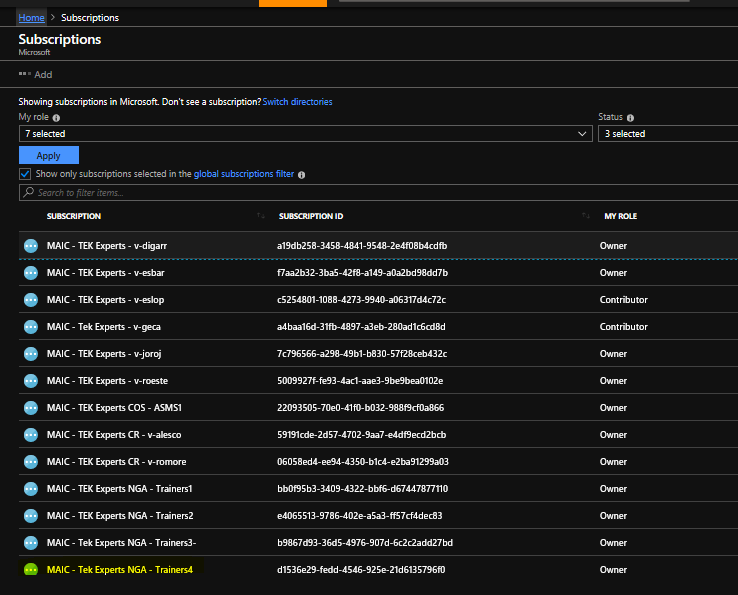 Home > Subscriptions
Subscriptions
Microsoft
Add
Showing subscriptions in Microsoft. Don't see a subscription? Switch directories
My role Status
7 selected 3 selected
Apply
Show only subscriptions selected in the global subscriptions filter
Search to filter items...
SUBSCRIPTION SUBSCRIPTION ID MY ROLE
MAIC - TEK Experts - v-digarr a19db258-3458-4841-9548-2e4f08b4cdfb Owner
MAIC - TEK Experts - v-esbar f7aa2b32-3ba5-42f8-a149-a0a2bd98dd7b Owner
MAIC - TEK Experts - v-eslop c5254801-1088-4273-9940-a06317d4c72c Contributor
MAIC - Tek Experts - v-geca a4baa16d-31fb-4897-a3eb-280ad1c6cd8d Contributor
MAIC - TEK Experts - v-joroj 7c796566-a298-49b1-b830-57f28ceb432c Owner
MAIC - TEK Experts - v-roeste 5009927f-fe93-4ac1-aae3-9be9bea0102e Owner
MAIC - TEK Experts COS - ASMS1 22093505-70e0-41f0-b032-988f9cf0a866 Owner
MAIC - TEK Experts CR - v-alesco 59191cde-2d57-4702-9aa7-e4df9ecd2bcb Owner
MAIC - TEK Experts CR - v-romore 06058ed4-ee94-4350-b1c4-e2ba91299a03 Owner
MAIC - TEK Experts NGA - Trainers1 bb0f95b3-3409-4322-bbf6-d67447877110 Owner
MAIC - TEK Experts NGA - Trainers2 e4065513-9786-402e-a5a3-ff57cf4dec83 Owner
MAIC - Tek Experts NGA - Trainers3- b9867d93-36d5-4976-907d-6c2c2add27bd Owner
MAIC - Tek Experts NGA - Trainers4 d1536e29-fedd-4546-925e-21d6135796f0 Owner